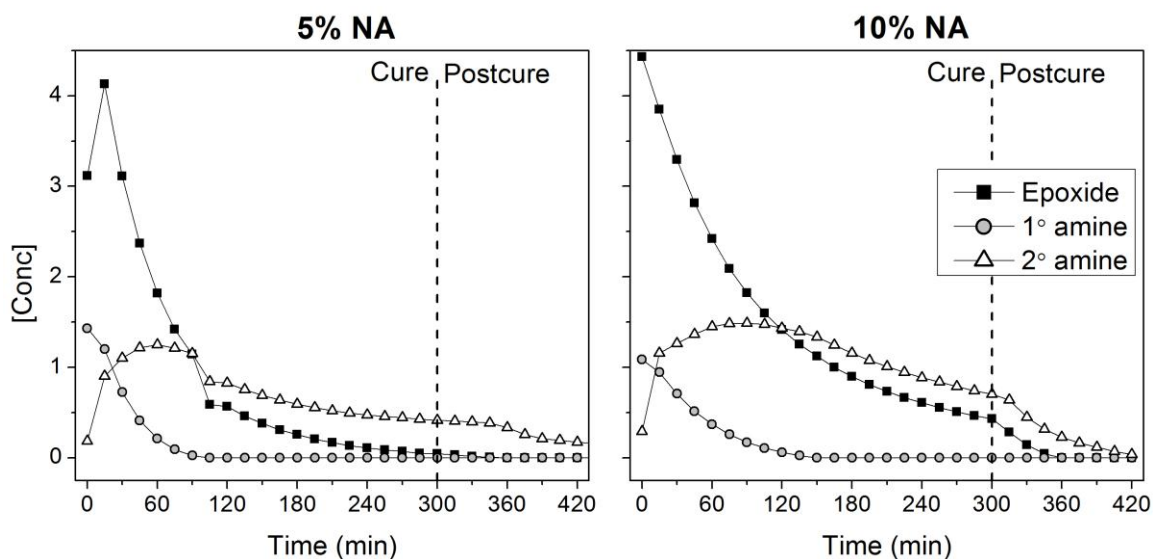 5% NA
10% NA
Cure Postcure
Cure Postcure
Epoxide
1° amine
2° amine
[Conc]
4
3
2
1
0
0 60 120 180 240 300 360 420
0 60 120 180 240 300 360 420
Time (min)
Time (min)